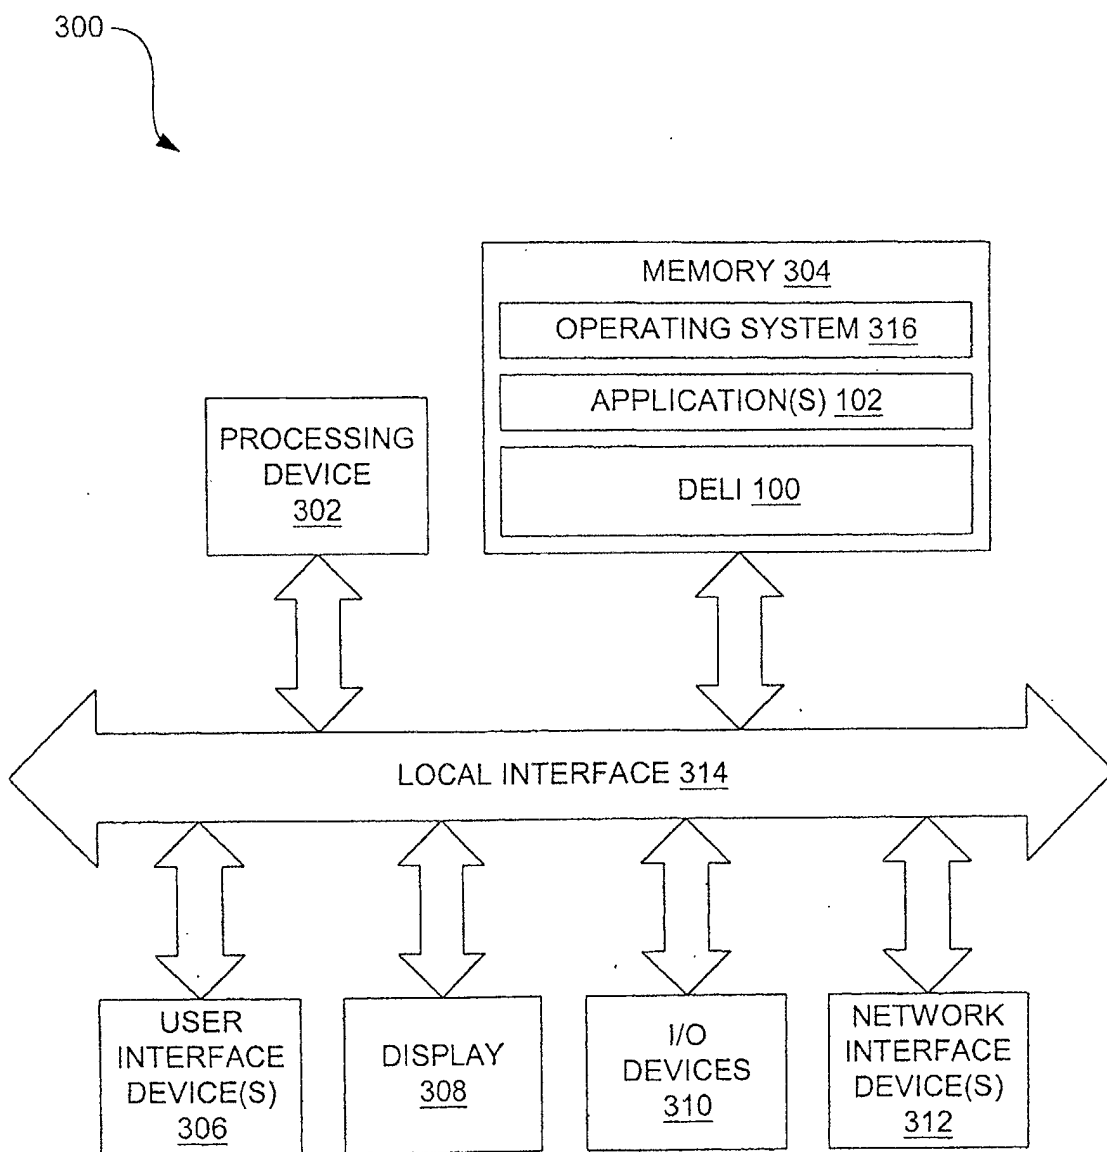 300
MEMORY 304
OPERATING SYSTEM 316
APPLICATION(S) 102
DELI 100
PROCESSING
DEVICE
302
LOCAL INTERFACE 314
USER
INTERFACE
DEVICE(S)
306
DISPLAY
308
I/O
DEVICES
310
NETWORK
INTERFACE
DEVICE(S)
312